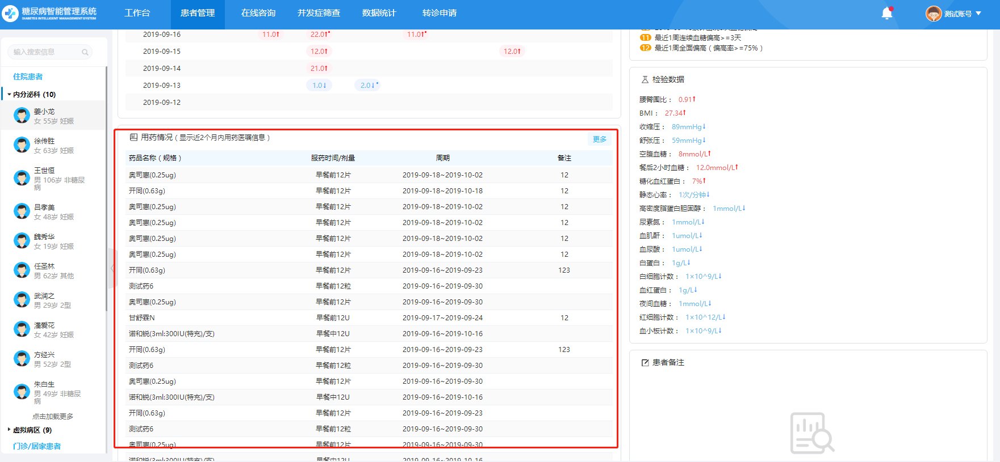 糖尿病智能管理系统
DIABETES INTELLIGENT MANAGEMENT SYSTEM
工作台 患者管理 在线咨询 并发症筛查 数据统计 转诊申请
测试账号
输入搜索信息
住院患者
内分泌科 (10)
姜小龙
女 55岁 妊娠
徐传胜
女 63岁 妊娠
王世恒
男 106岁 非糖尿
病
吕孝美
女 48岁 妊娠
魏秀华
女 19岁 妊娠
任圣林
男 62岁 其他
武润之
男 29岁 2型
潘爱花
女 42岁 妊娠
方经兴
男 52岁 2型
朱白生
男 49岁 非糖尿
病
点击加载更多
虚拟病区 (9)
门诊/居家患者
2019-09-16 11.0↑ 22.0↑ 11.0↑
2019-09-15 12.0↑ 12.0↑
2019-09-14 21.0↑
2019-09-13 1.0↓ 2.0↓
2019-09-12
用药情况 ( 显示近2个月内用药医嘱信息 ) 更多
药品名称 ( 规格 ) 服药时间/剂量 周期 备注
奥司惠(0.25ug) 早餐前12片 2019-09-18~2019-10-02 12
开同(0.63g) 早餐前12片 2019-09-18~2019-10-18 12
奥司惠(0.25ug) 早餐前12片 2019-09-18~2019-10-02 12
奥司惠(0.25ug) 早餐前12片 2019-09-18~2019-10-02 12
奥司惠(0.25ug) 早餐前12片 2019-09-18~2019-10-02 12
奥司惠(0.25ug) 早餐前12片 2019-09-18~2019-10-02 12
开同(0.63g) 早餐前12片 2019-09-16~2019-09-23 123
测试药6 早餐前12粒 2019-09-16~2019-09-30
奥司惠(0.25ug) 早餐前12片 2019-09-16~2019-09-30
甘舒霖N 早餐前12U 2019-09-17~2019-09-24 12
诺和锐(3ml:300IU(特充)/支) 早餐中12U 2019-09-16~2019-10-16
开同(0.63g) 早餐前12片 2019-09-16~2019-09-23 123
测试药6 早餐前12粒 2019-09-16~2019-09-30
奥司惠(0.25ug) 早餐前12片 2019-09-16~2019-09-30
诺和锐(3ml:300IU(特充)/支) 早餐中12U 2019-09-16~2019-10-16
开同(0.63g) 早餐前12片 2019-09-16~2019-09-23
测试药6 早餐前12粒 2019-09-16~2019-09-30
奥司惠(0.25ug) 早餐前12片 2019-09-16~2019-09-30
诺和锐(3ml:300IU(特充)/支) 早餐中12U 2019-09-16~2019-10-16
11 最近1周连续血糖偏高>=3天
12 最近1周全面偏高 ( 偏高率>=75% )
检验数据
腰臀围比： 0.91↑
BMI： 27.34↑
收缩压： 89mmHg↓
舒张压： 59mmHg↓
空腹血糖： 8mmol/L↑
餐后2小时血糖： 12.0mmol/L↑
糖化血红蛋白： 7%↑
静态心率： 1次/分钟↓
高密度脂蛋白胆固醇： 1mmol/L↓
尿素氮： 1mmol/L↓
血肌酐： 1umol/L↓
血尿酸： 1umol/L↓
白蛋白： 1g/L↓
白细胞计数： 1×10^9/L↓
血红蛋白： 1g/L↓
夜间血糖： 1mmol/L↓
红细胞计数： 1×10^12/L↓
血小板计数： 1×10^9/L↓
患者备注